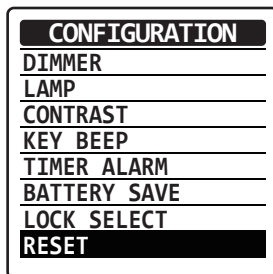 CONFIGURATION
DIMMER
LAMP
CONTRAST
KEY BEEP
TIMER ALARM
BATTERY SAVE
LOCK SELECT
RESET